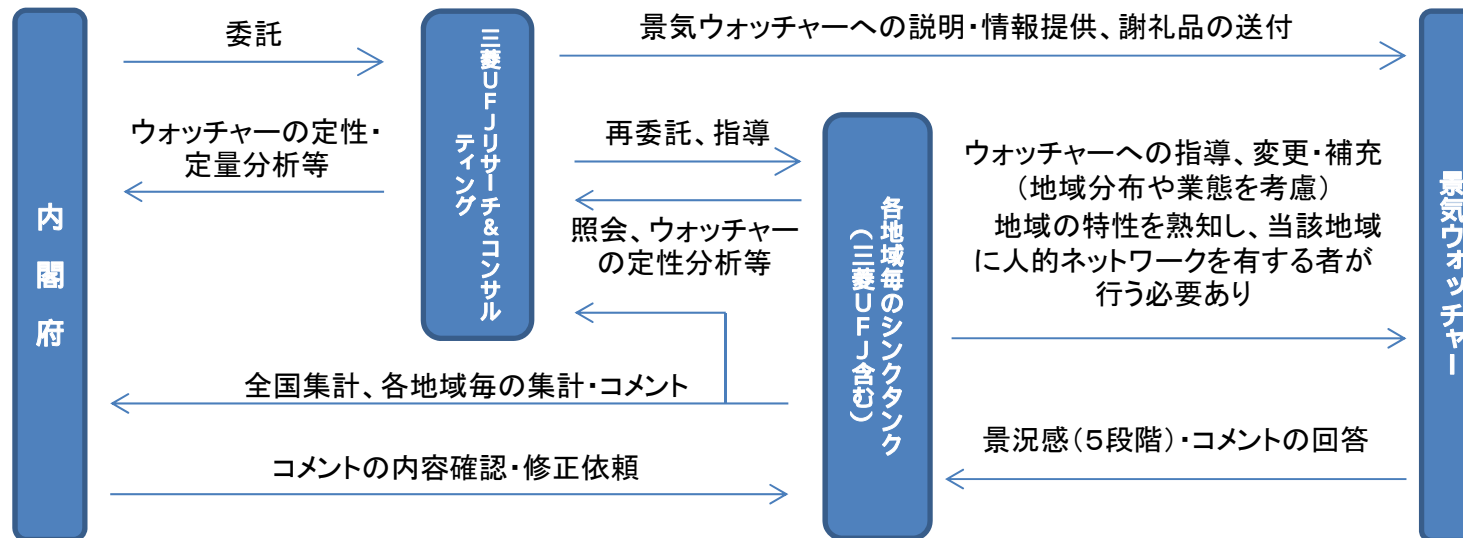 内閣府
委託
ウォッチャーの定性・
定量分析等
三菱ＵＦＪリサーチ＆コンサル
ティング
景気ウォッチャーへの説明・情報提供、謝礼品の送付
再委託、指導
照会、ウォッチャー
の定性分析等
各地域毎のシンクタンク
（三菱ＵＦＪ含む）
ウォッチャーへの指導、変更・補充
（地域分布や業態を考慮）
地域の特性を熟知し、当該地域
に人的ネットワークを有する者が
行う必要あり
全国集計、各地域毎の集計・コメント
コメントの内容確認・修正依頼
景況感（５段階）・コメントの回答
景気ウォッチャー